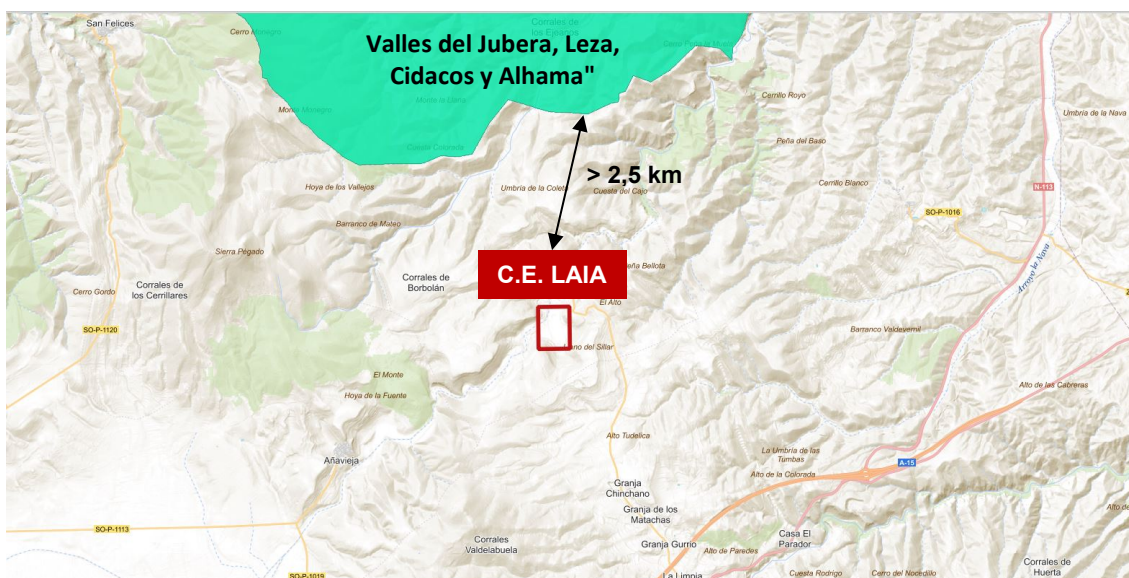 San Felices
Cerro Monegro
Corrales de
los Ejeanos
Valles del Jubera, Leza,
Cidacos y Alhama"
Monte la Llana
Cuesta Colorada
Cerrillo Royo
Umbria de la Nava
Peña del Baso
> 2,5 km
Hoya de los Vallejos
Umbria de la Coleta
Cuesta del Cajo
Cerrillo Blanco
N-113
SO-P-1016
Barranco de Mateo
Sierra Pegado
C.E. LAIA
Peña Bellota
Arroyo la Nava
Corrales de
Borbolán
Corrales de
los Cerrillares
Cerro Gordo
El Alto
SO-P-1120
Barranco Valdevernil
Llano del Sillar
El Monte
Hoya de la Fuente
Alto de las Cabreras
Alto Tudelica
Añavieja
La Umbria de las
Tumbas
A-15
Alto de la Colorada
Granja
Chinchano
Granja de los
Matachas
SO-P-1113
Corrales
Valdelabuela
Granja Gurrio
Alto de Paredes
Casa El
Parador
Corrales de
Huerta
SO-P-1019
La Limpia
Cuesta Rodrigo
Cerro del Nocedillo